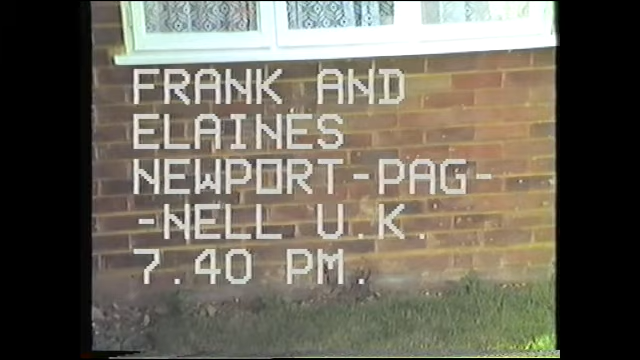 FRANK AND
ELAINES
NEWPORT-PAG-
-NELL U.K.
7.40 PM.